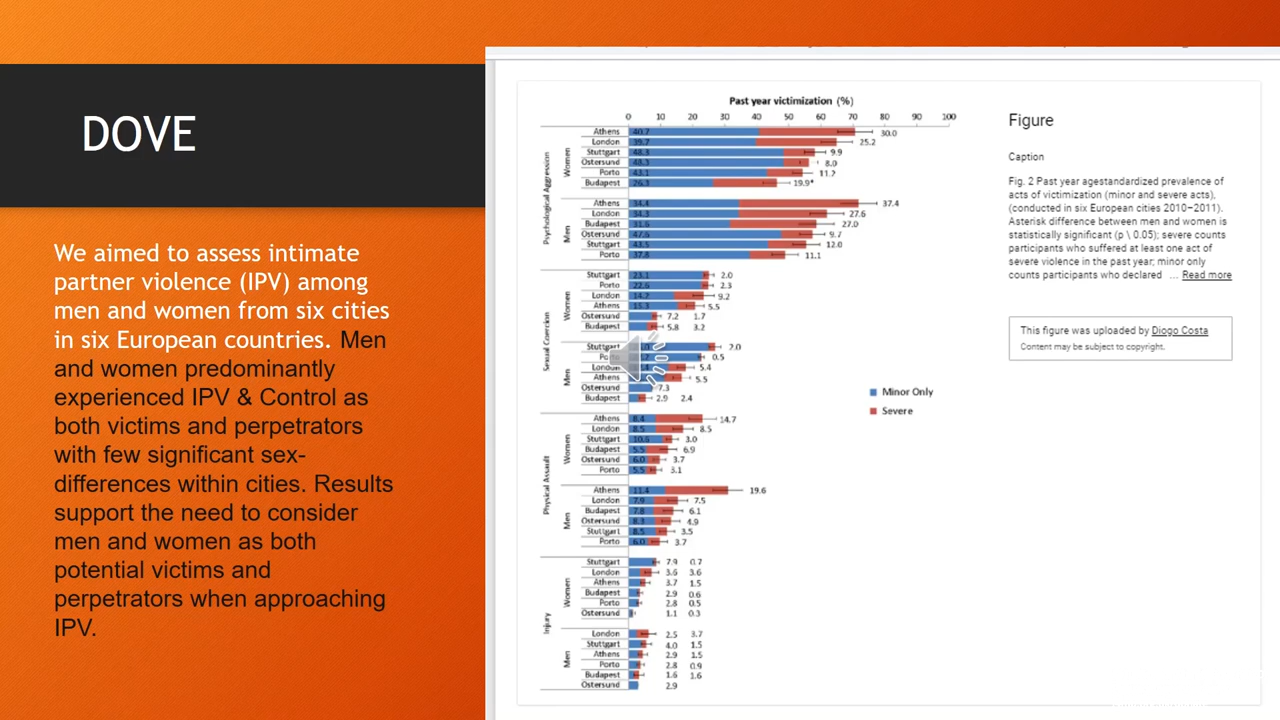 DOVE
We aimed to assess intimate
partner violence (IPV) among
men and women from six cities
in six European countries. Men
and women predominantly
experienced IPV & Control as
both victims and perpetrators
with few significant sex-
differences within cities. Results
support the need to consider
men and women as both
potential victims and
perpetrators when approaching
IPV.
Past year victimization (%)
0 10 20 30 40 50 60 70 80 90 100
Psychological Aggression
Women
Athens 40.7 30.0
London 39.7 25.2
Stuttgart 48.3 9.9
Ostersund 48.3 8.0
Porto 43.1 11.2
Budapest 26.3 19.9*
Men
Athens 34.4 37.4
London 34.3 27.6
Budapest 31.6 27.0
Ostersund 47.6 9.7
Stuttgart 43.5 12.0
Porto 37.8 11.1
Sexual Coercion
Women
Stuttgart 23.1 2.0
Porto 22.6 2.3
London 14.2 9.2
Athens 15.3 5.5
Ostersund 7.2 1.7
Budapest 5.8 3.2
Men
Stuttgart 2.0
0.5
London 5.4
Athens 5.5
Ostersund 7.3
Budapest 2.9 2.4
Physical Assault
Women
Athens 8.4 14.7
London 8.5 8.5
Stuttgart 10.6 3.0
Budapest 5.5 6.9
Ostersund 6.0 3.7
Porto 5.5 3.1
Men
Athens 11.4 19.6
London 7.9 7.5
Budapest 7.8 6.1
Ostersund 8.3 4.9
Stuttgart 8.5 3.5
Porto 6.0 3.7
Injury
Women
Stuttgart 7.9 0.7
London 3.6 3.6
Athens 3.7 1.5
Budapest 2.9 0.6
Porto 2.8 0.5
Ostersund 1.1 0.3
Men
London 2.5 3.7
Stuttgart 4.0 1.5
Athens 2.9 1.5
Porto 2.8 0.9
Budapest 1.6 1.6
Ostersund 2.9
Minor Only
Severe
Figure
Caption
Fig. 2 Past year agestandardized prevalence of
acts of victimization (minor and severe acts),
(conducted in six European cities 2010–2011).
Asterisk difference between men and women is
statistically significant (p \ 0.05); severe counts
participants who suffered at least one act of
severe violence in the past year; minor only
counts participants who declared ... Read more
This figure was uploaded by Diogo Costa
Content may be subject to copyright.